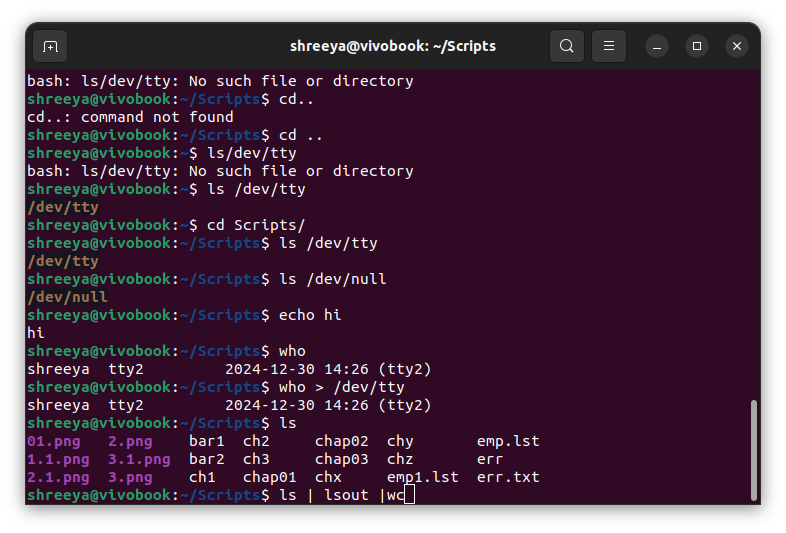 shreeya@vivobook: ~/Scripts
bash: ls/dev/tty: No such file or directory
shreeya@vivobook:~/Scripts$ cd..
cd..: command not found
shreeya@vivobook:~/Scripts$ cd ..
shreeya@vivobook:~$ ls/dev/tty
bash: ls/dev/tty: No such file or directory
shreeya@vivobook:~$ ls /dev/tty
/dev/tty
shreeya@vivobook:~$ cd Scripts/
shreeya@vivobook:~/Scripts$ ls /dev/tty
/dev/tty
shreeya@vivobook:~/Scripts$ ls /dev/null
/dev/null
shreeya@vivobook:~/Scripts$ echo hi
hi
shreeya@vivobook:~/Scripts$ who
shreeya  tty2         2024-12-30 14:26 (tty2)
shreeya@vivobook:~/Scripts$ who > /dev/tty
shreeya  tty2         2024-12-30 14:26 (tty2)
shreeya@vivobook:~/Scripts$ ls
01.png   2.png    bar1  ch2     chap02  chy       emp.lst
1.1.png  3.1.png  bar2  ch3     chap03  chz       err
2.1.png  3.png    ch1   chap01  chx     emp1.lst  err.txt
shreeya@vivobook:~/Scripts$ ls | lsout |wc